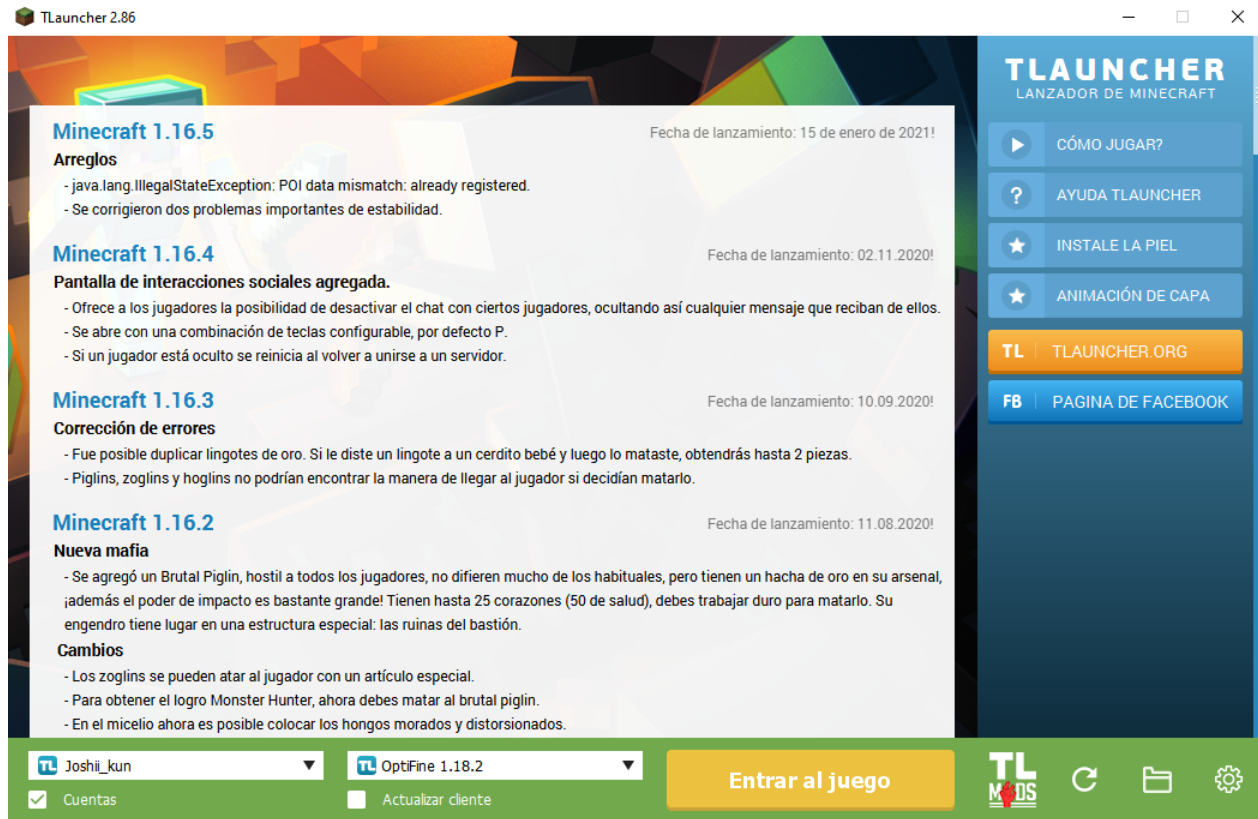 TLauncher 2.86
Minecraft 1.16.5
Fecha de lanzamiento: 15 de enero de 2021!
Arreglos
- java.lang.IllegalStateException: POI data mismatch: already registered.
- Se corrigieron dos problemas importantes de estabilidad.
Minecraft 1.16.4
Fecha de lanzamiento: 02.11.2020!
Pantalla de interacciones sociales agregada.
- Ofrece a los jugadores la posibilidad de desactivar el chat con ciertos jugadores, ocultando así cualquier mensaje que reciban de ellos.
- Se abre con una combinación de teclas configurable, por defecto P.
- Si un jugador está oculto se reinicia al volver a unirse a un servidor.
Minecraft 1.16.3
Fecha de lanzamiento: 10.09.2020!
Corrección de errores
- Fue posible duplicar lingotes de oro. Si le diste un lingote a un cerdito bebé y luego lo mataste, obtendrás hasta 2 piezas.
- Piglins, zoglins y hoglins no podrían encontrar la manera de llegar al jugador si decidían matarlo.
Minecraft 1.16.2
Fecha de lanzamiento: 11.08.2020!
Nueva mafia
- Se agregó un Brutal Piglin, hostil a todos los jugadores, no difieren mucho de los habituales, pero tienen un hacha de oro en su arsenal,
¡además el poder de impacto es bastante grande! Tienen hasta 25 corazones (50 de salud), debes trabajar duro para matarlo. Su
engendro tiene lugar en una estructura especial: las ruinas del bastión.
Cambios
- Los zoglins se pueden atar al jugador con un artículo especial.
- Para obtener el logro Monster Hunter, ahora debes matar al brutal piglin.
- En el micelio ahora es posible colocar los hongos morados y distorsionados.
TLAUNCHER
LANZADOR DE MINECRAFT
CÓMO JUGAR?
? AYUDA TLAUNCHER
INSTALE LA PIEL
ANIMACIÓN DE CAPA
TL TLAUNCHER.ORG
FB PAGINA DE FACEBOOK
TL Joshii_kun
TL OptiFine 1.18.2
Cuentas
Actualizar cliente
Entrar al juego
TL
MODS